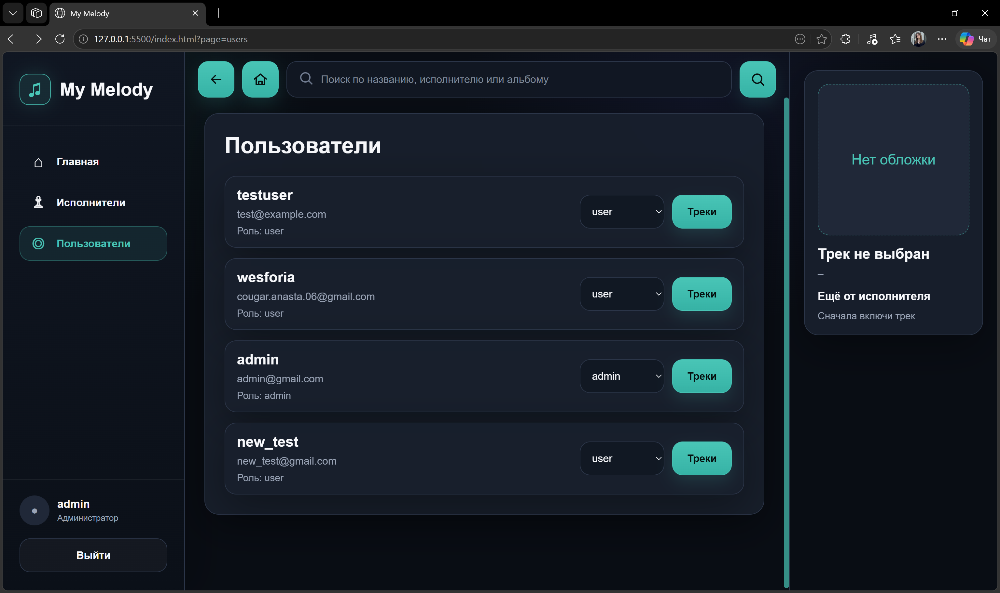 My Melody
127.0.0.1:5500/index.html?page=users
Чат
My Melody
Поиск по названию, исполнителю или альбому
Главная
Исполнители
Пользователи
Пользователи
testuser
test@example.com
Роль: user
user
Треки
wesforia
cougar.anasta.06@gmail.com
Роль: user
user
Треки
admin
admin@gmail.com
Роль: admin
admin
Треки
new_test
new_test@gmail.com
Роль: user
user
Треки
Нет обложки
Трек не выбран
—
Ещё от исполнителя
Сначала включи трек
admin
Администратор
Выйти